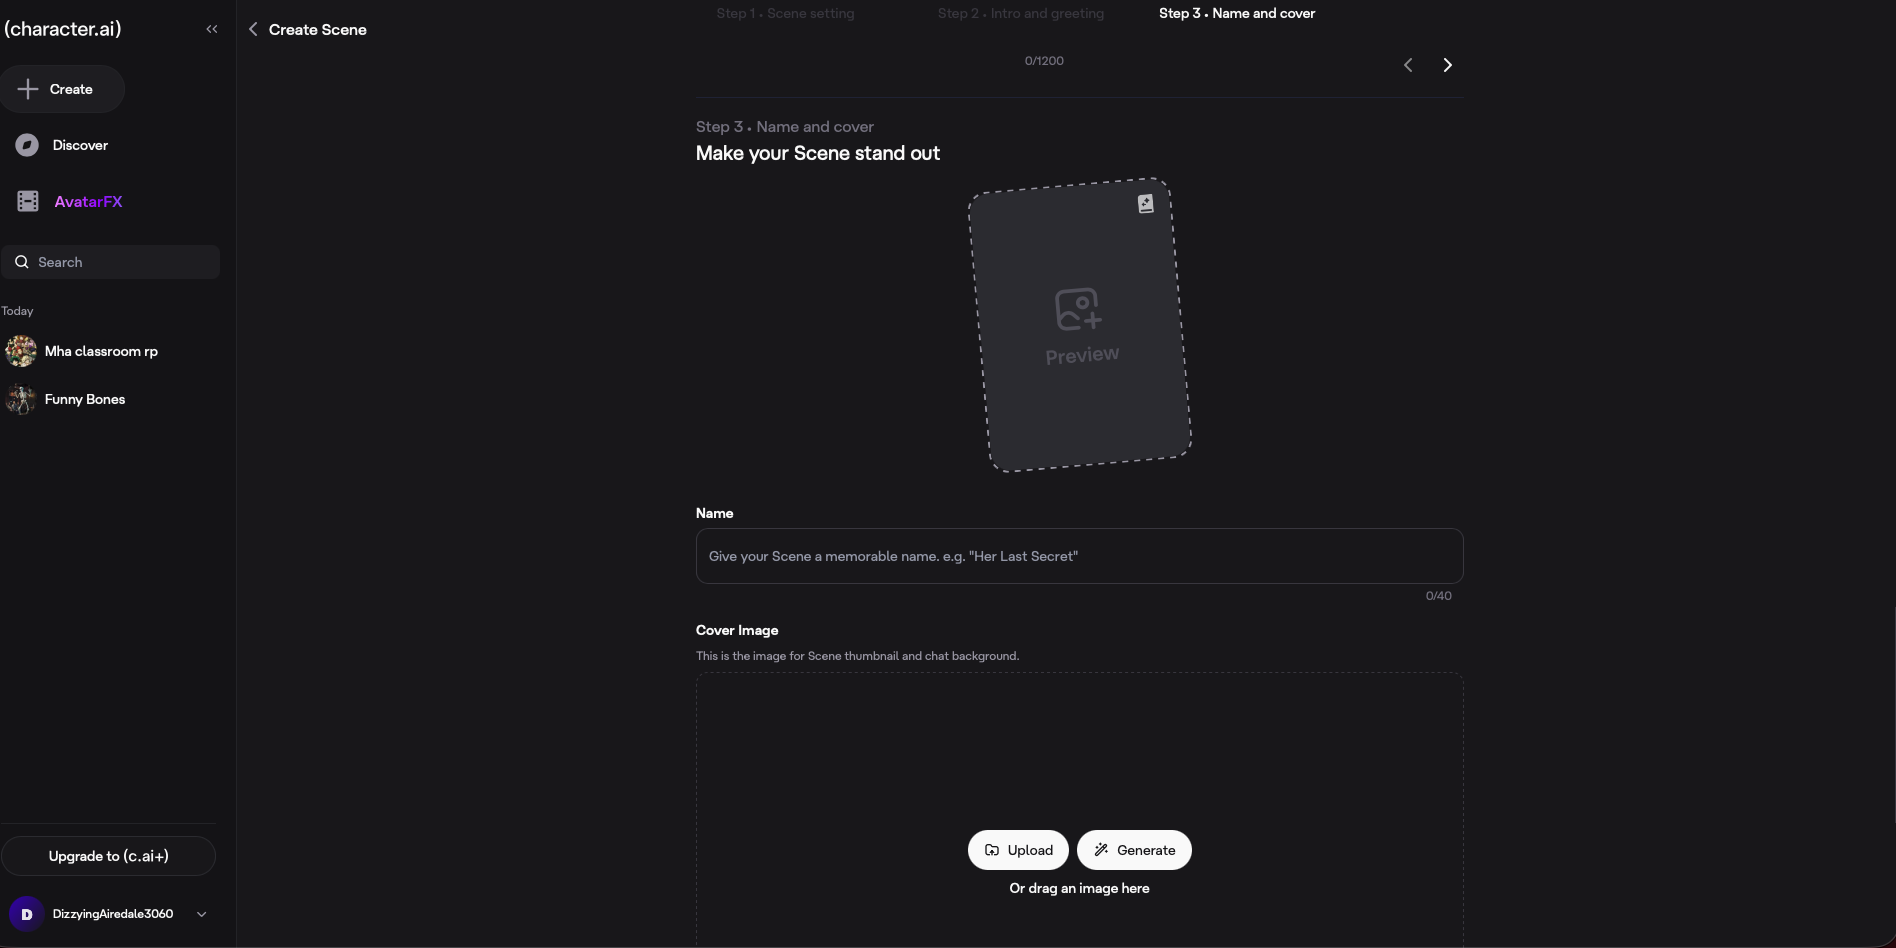 (character.ai)
Create
Discover
AvatarFX
Search
Today
Mha classroom rp
Funny Bones
Upgrade to (c.ai+)
D
DizzyingAiredale3060
Create Scene
Step 1 • Scene setting
Step 2 • Intro and greeting
Step 3 • Name and cover
0/1200
Step 3 • Name and cover
Make your Scene stand out
Preview
Name
Give your Scene a memorable name. e.g. "Her Last Secret"
0/40
Cover Image
This is the image for Scene thumbnail and chat background.
Upload
Generate
Or drag an image here